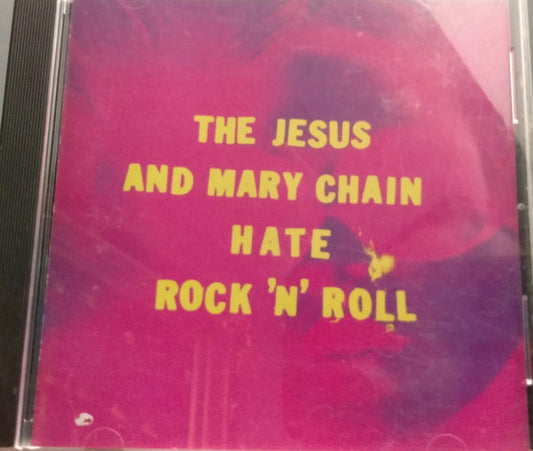 THE JESUS
AND MARY CHAIN
HATE
ROCK 'N' ROLL